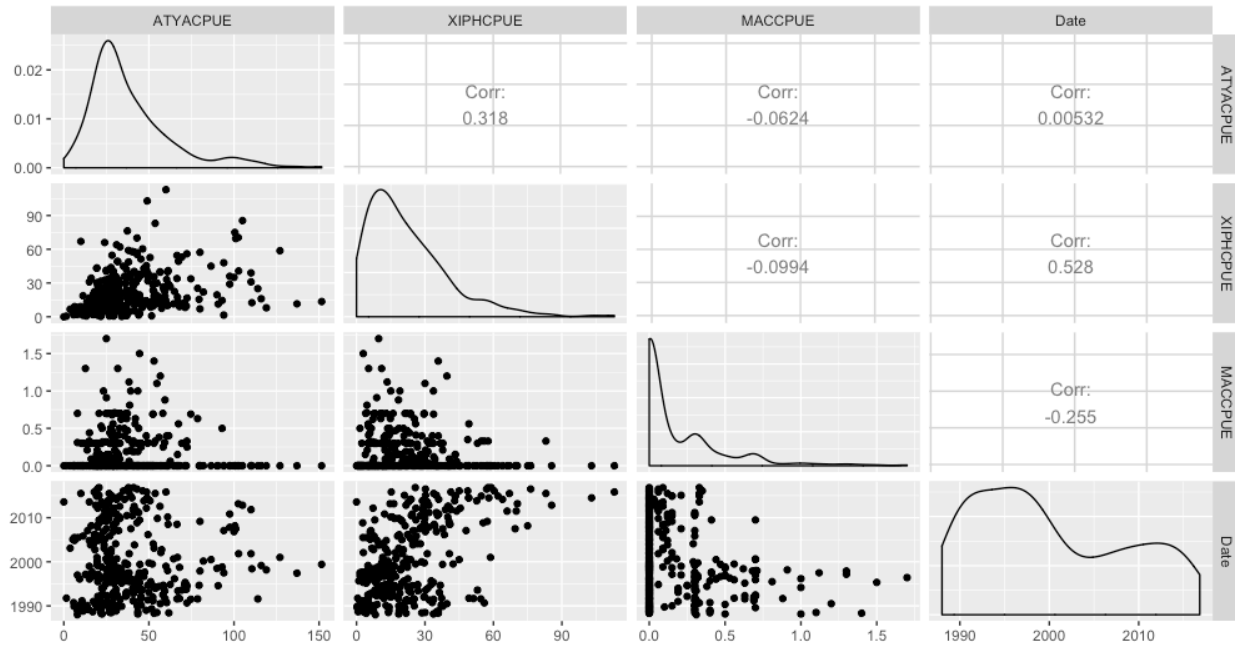 ATYACPUE XIPHCPUE MACCPUE Date
0.02
0.01
0.00
Corr:
0.318
Corr:
-0.0624
Corr:
0.00532
ATYACPUE
90
60
30
0
Corr:
-0.0994
Corr:
0.528
XIPHCPUE
1.5
1.0
0.5
0.0
Corr:
-0.255
MACCPUE
2010
2000
1990
Date
0 50 100 150 0 30 60 90 0.0 0.5 1.0 1.5 1990 2000 2010